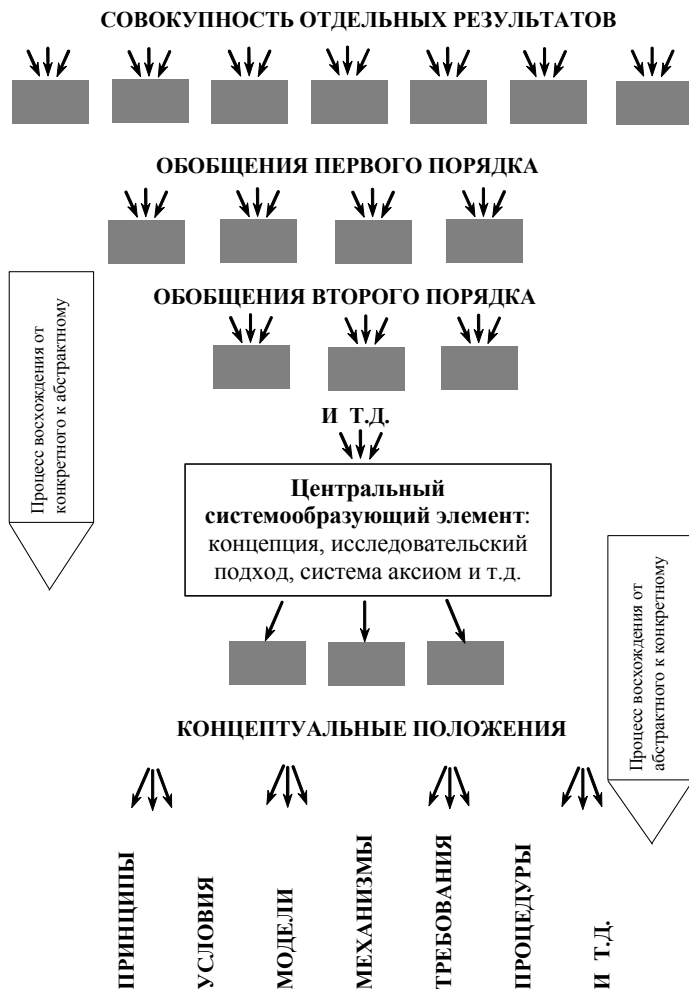 СОВОКУПНОСТЬ ОТДЕЛЬНЫХ РЕЗУЛЬТАТОВ
ОБОБЩЕНИЯ ПЕРВОГО ПОРЯДКА
ОБОБЩЕНИЯ ВТОРОГО ПОРЯДКА
Процесс восхождения от
конкретного к абстрактному
И Т.Д.
Центральный
системообразующий элемент:
концепция, исследовательский
подход, система аксиом и т.д.
Процесс восхождения от
абстрактного к конкретному
КОНЦЕПТУАЛЬНЫЕ ПОЛОЖЕНИЯ
ПРИНЦИПЫ
УСЛОВИЯ
МОДЕЛИ
МЕХАНИЗМЫ
ТРЕБОВАНИЯ
ПРОЦЕДУРЫ
И Т.Д.